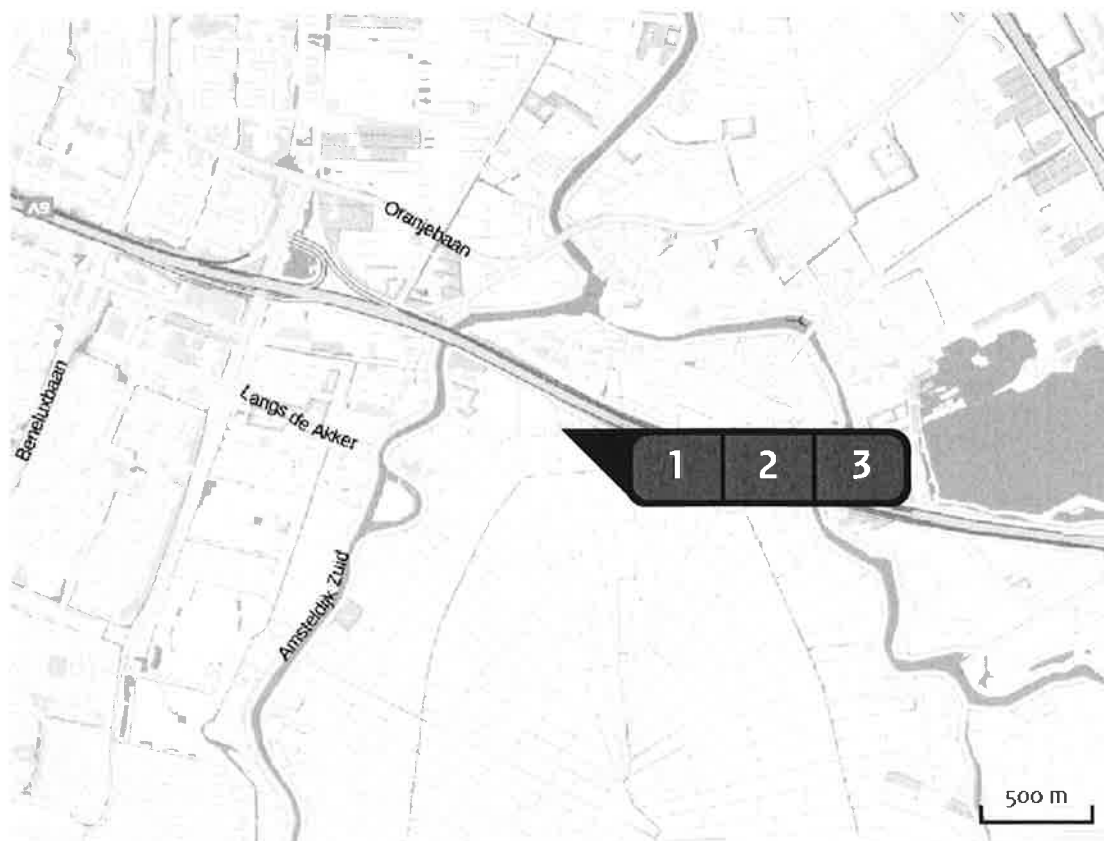 A9
Oranjebaan
Beneluxbaan
Langs de Akker
1 2 3
Amsteldijk Zuid
500 m